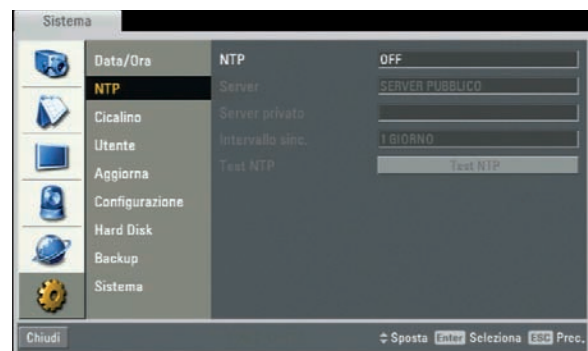 Sistema
Data/Ora
NTP
Cicalino
Utente
Aggiorna
Configurazione
Hard Disk
Backup
Sistema
NTP OFF
Server SERVER PUBBLICO
Server privato
Intervallo sinc. 1 GIORNO
Test NTP Test NTP
Chiudi
Sposta Enter Seleziona ESC Prec.